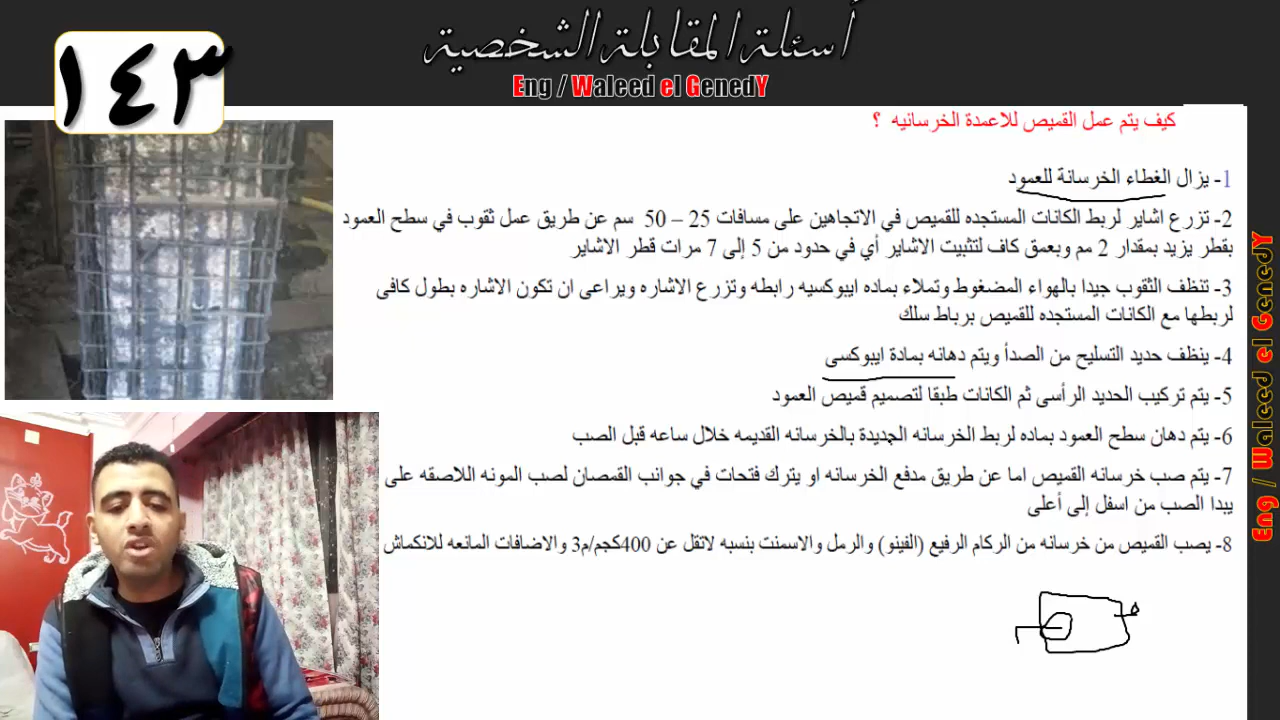 ١٤٣
أسئلة المقابلة الشخصية
Eng / Waleed el GenedY
كيف يتم عمل القميص للاعمدة الخرسانيه ؟
1- يزال الغطاء الخرسانة للعمود
2- تزرع اشاير لربط الكانات المستجده للقميص في الاتجاهين على مسافات 25 – 50 سم عن طريق عمل ثقوب في سطح العمود
بقطر يزيد بمقدار 2 مم وبعمق كاف لتثبيت الاشاير أي في حدود من 5 إلى 7 مرات قطر الاشاير
3- تنظف الثقوب جيدا بالهواء المضغوط وتملاء بماده ايبوكسيه رابطه وتزرع الاشاره ويراعى ان تكون الاشاره بطول كافى
لربطها مع الكانات المستجده للقميص برباط سلك
4- ينظف حديد التسليح من الصدأ ويتم دهانه بمادة ايبوكسى
5- يتم تركيب الحديد الرأسى ثم الكانات طبقا لتصميم قميص العمود
6- يتم دهان سطح العمود بماده لربط الخرسانه الجديدة بالخرسانه القديمه خلال ساعه قبل الصب
7- يتم صب خرسانه القميص اما عن طريق مدفع الخرسانه او يترك فتحات في جوانب القمصان لصب المونه اللاصقه على
يبدا الصب من اسفل إلى أعلى
8- يصب القميص من خرسانه من الركام الرفيع (الفينو) والرمل والاسمنت بنسبه لاتقل عن 400كجم/م3 والاضافات المانعه للانكماش
Eng / Waleed el GenedY